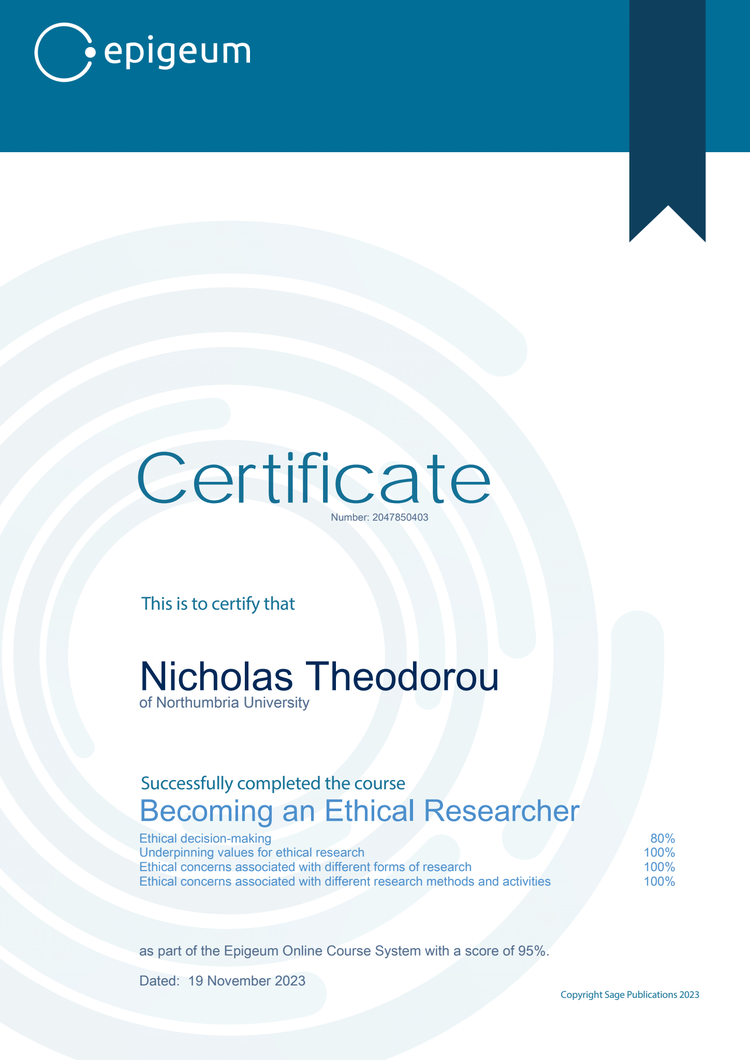 epigeum
Certificate
Number: 2047850403
This is to certify that
Nicholas Theodorou
of Northumbria University
Successfully completed the course
Becoming an Ethical Researcher
Ethical decision-making 80%
Underpinning values for ethical research 100%
Ethical concerns associated with different forms of research 100%
Ethical concerns associated with different research methods and activities 100%
as part of the Epigeum Online Course System with a score of 95%.
Dated: 19 November 2023
Copyright Sage Publications 2023